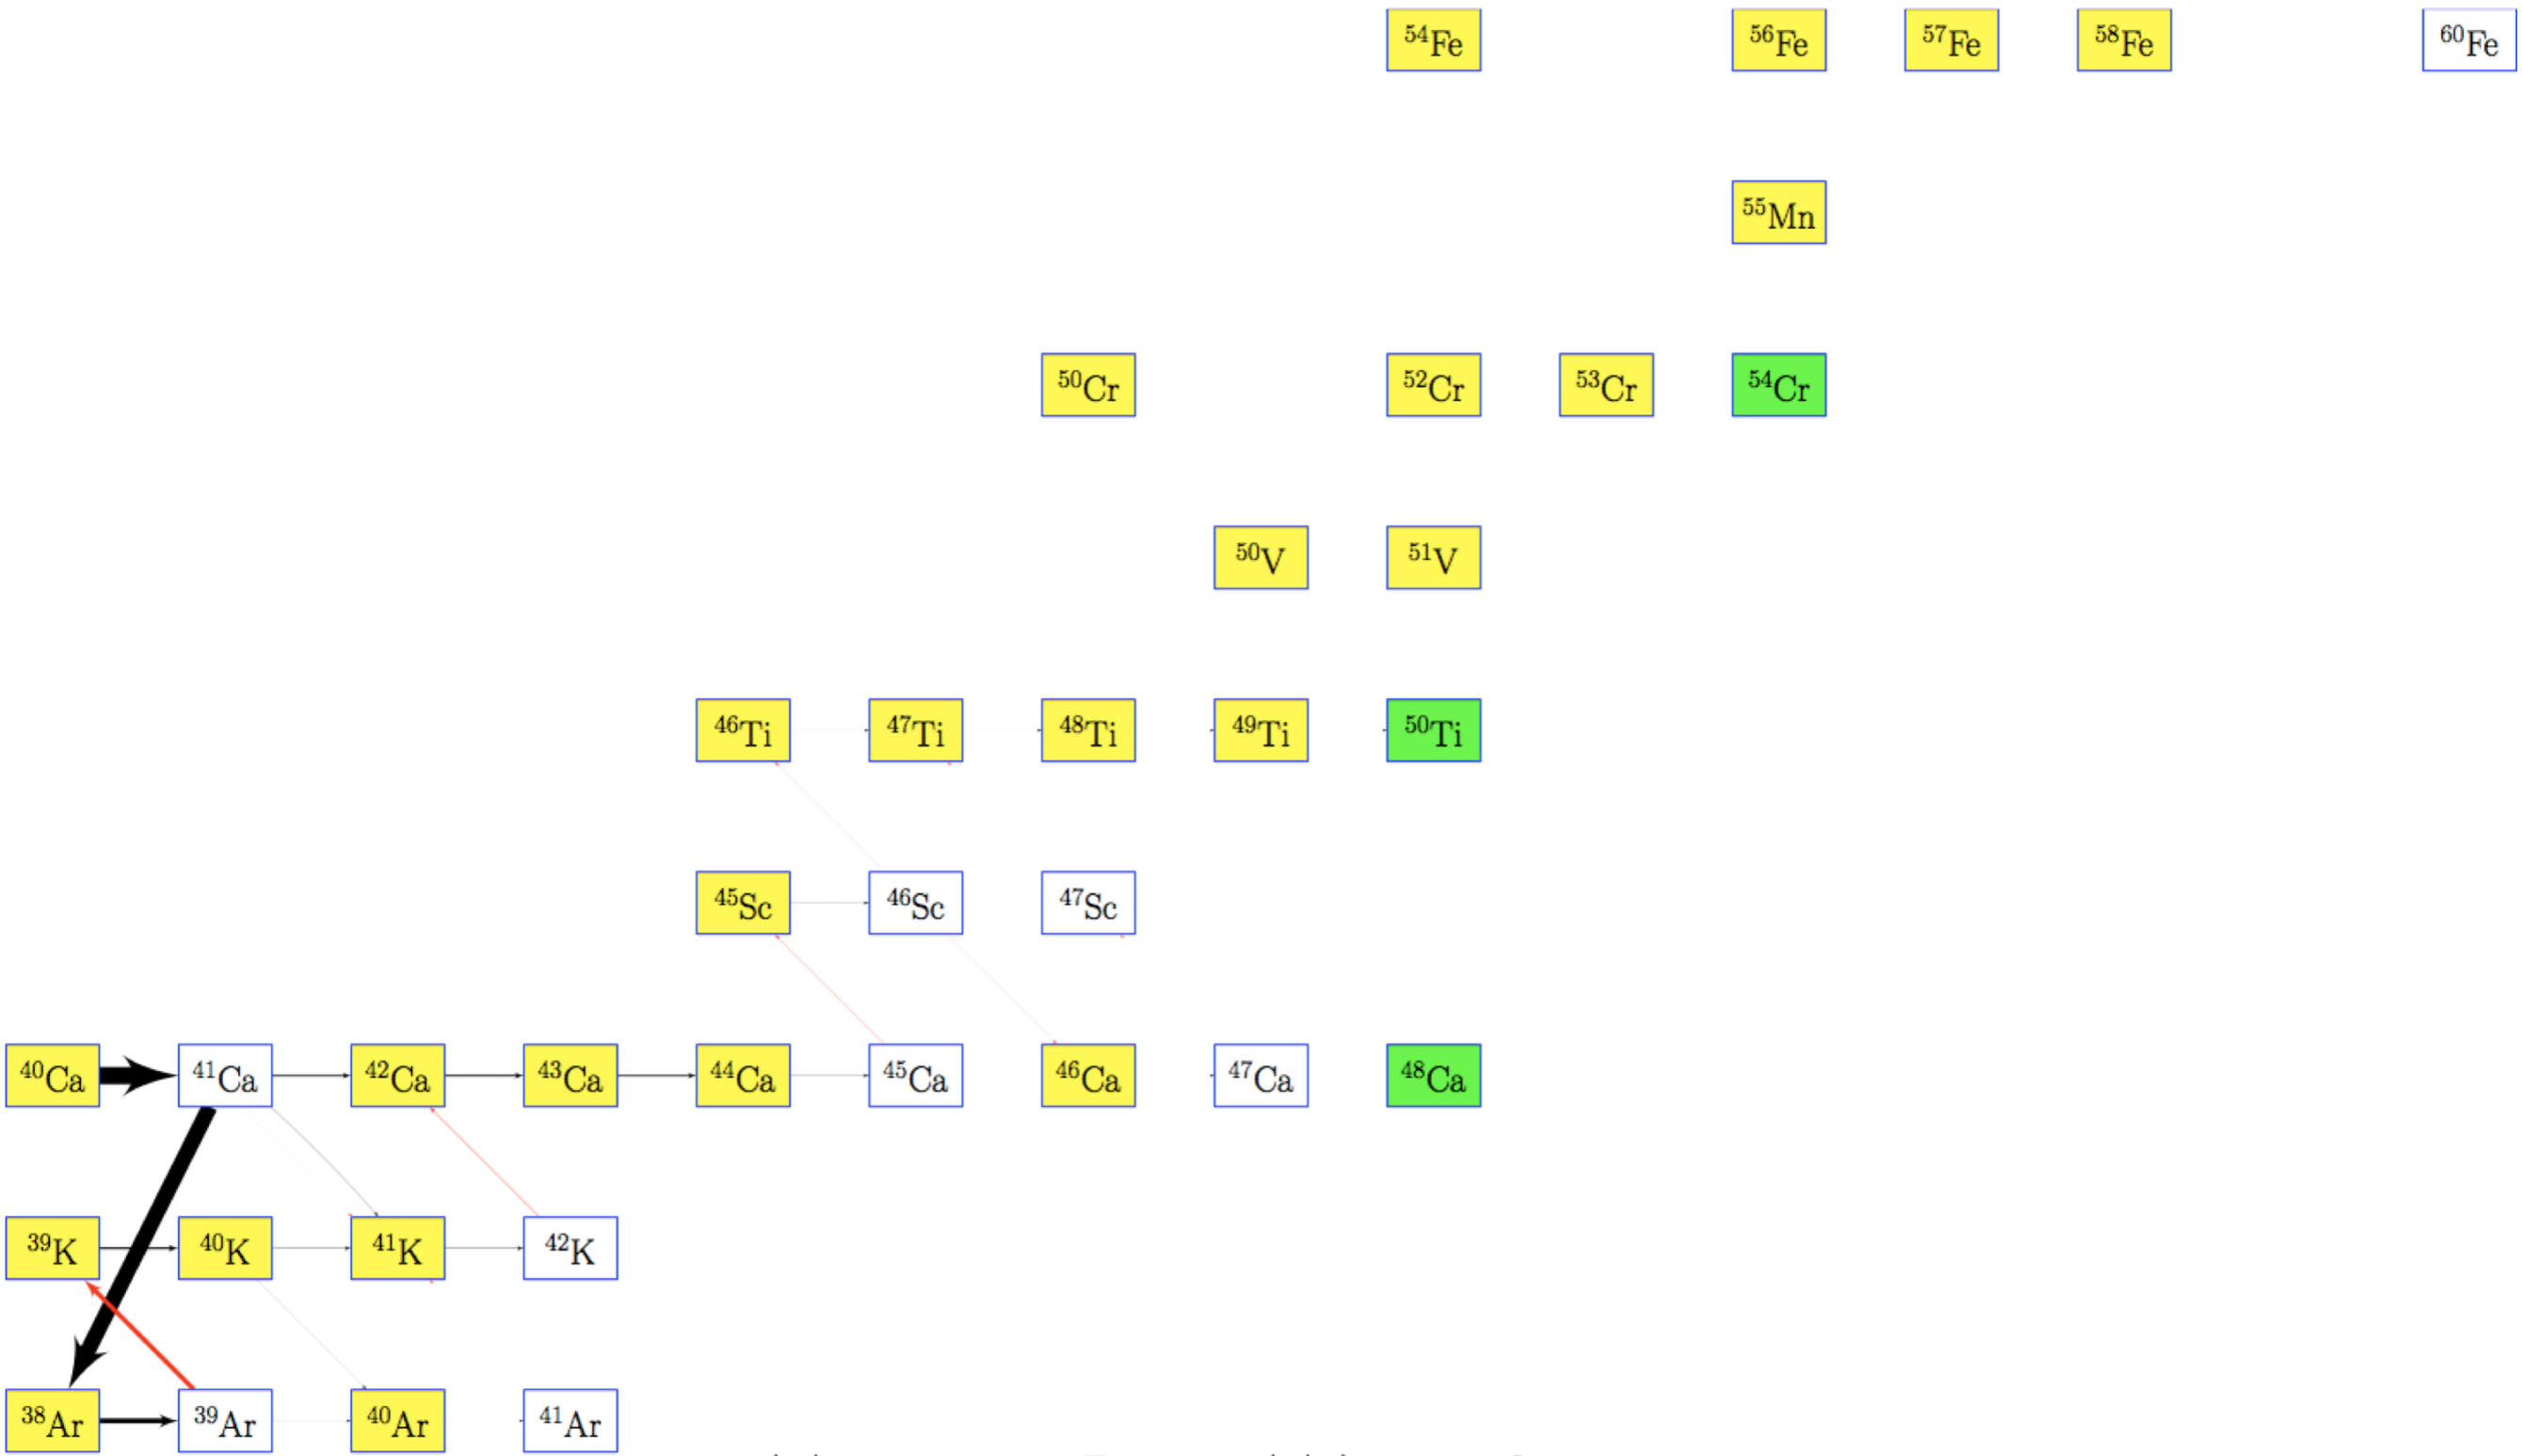 ⁵⁴Fe ⁵⁶Fe ⁵⁷Fe ⁵⁸Fe ⁶⁰Fe
⁵⁵Mn
⁵⁰Cr ⁵²Cr ⁵³Cr ⁵⁴Cr
⁵⁰V ⁵¹V
⁴⁶Ti ⁴⁷Ti ⁴⁸Ti ⁴⁹Ti ⁵⁰Ti
⁴⁵Sc ⁴⁶Sc ⁴⁷Sc
⁴⁰Ca ⁴¹Ca ⁴²Ca ⁴³Ca ⁴⁴Ca ⁴⁵Ca ⁴⁶Ca ⁴⁷Ca ⁴⁸Ca
³⁹K ⁴⁰K ⁴¹K ⁴²K
³⁸Ar ³⁹Ar ⁴⁰Ar ⁴¹Ar